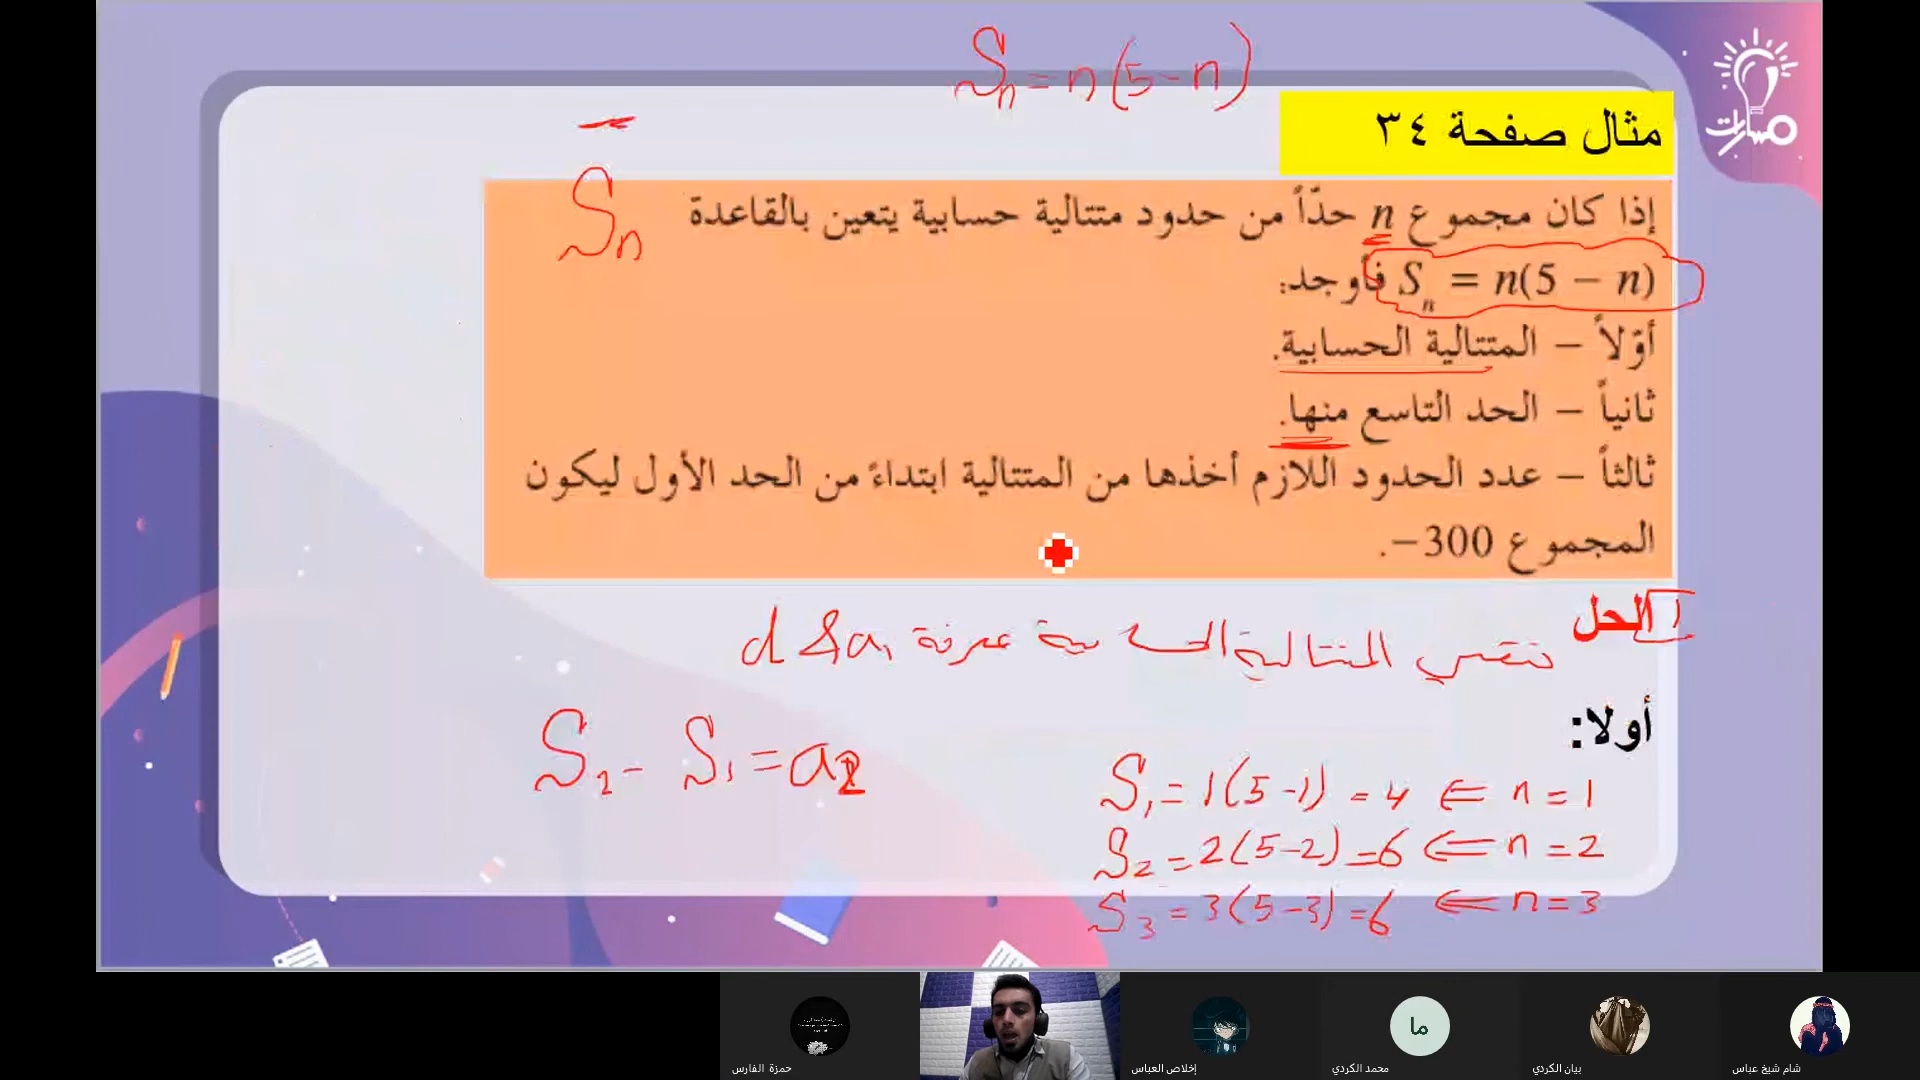 Sn = n(5-n)
مسارات
مثال صفحة ٣٤
إذا كان مجموع n حدّاً من حدود متتالية حسابية يتعين بالقاعدة
Sn = n(5 − n) فأوجد:
Sn
أوّلاً – المتتالية الحسابية.
ثانياً – الحد التاسع منها.
ثالثاً – عدد الحدود اللازم أخذها من المتتالية ابتداءً من الحد الأول ليكون
المجموع 300−.
الحل
المتتالية الحسابية معرفة a1 & d
أولا:
S1 = 1(5-1) = 4 ⇐ n = 1
S2 = 2(5-2) = 6 ⇐ n = 2
S3 = 3(5-3) = 6 ⇐ n = 3
S2 - S1 = a2
حمزة الفارس
إخلاص العباس
ما
محمد الكردي
بيان الكردي
شام شيخ عباس